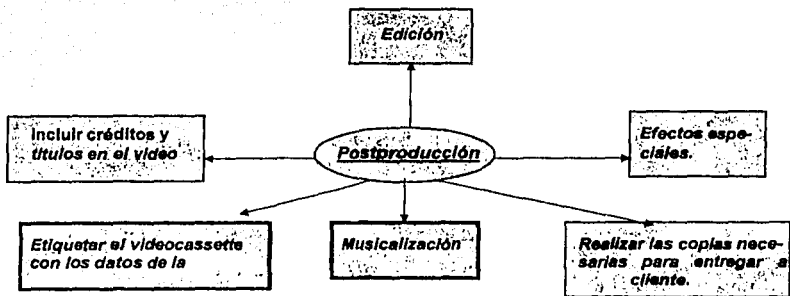 Edición
Incluir créditos y
títulos en el video
Postproducción
Efectos espe-
ciales.
Etiquetar el videocassette
con los datos de la
Musicalización
Realizar las copias nece-
sarias para entregar a
cliente.